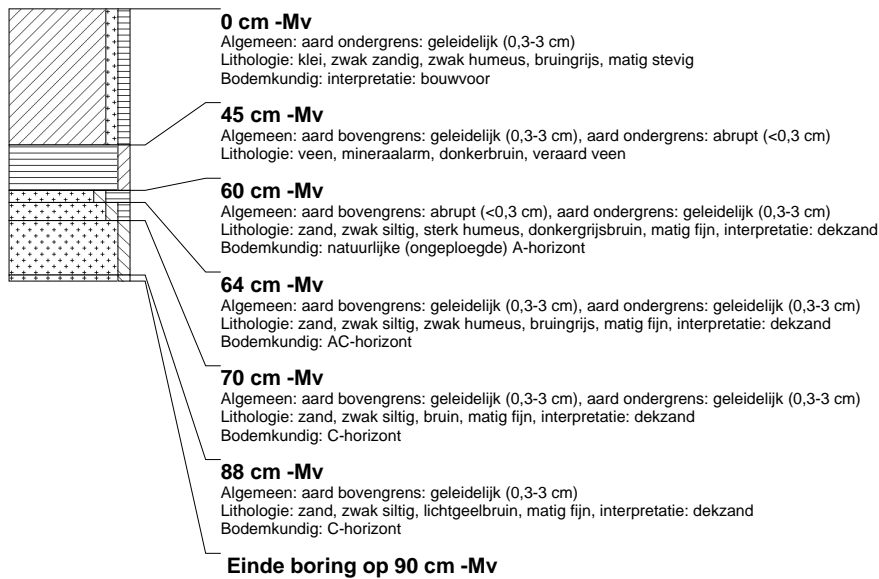 0 cm -Mv
Algemeen: aard ondergrens: geleidelijk (0,3-3 cm)
Lithologie: klei, zwak zandig, zwak humeus, bruingrijs, matig stevig
Bodemkundig: interpretatie: bouwvoor
45 cm -Mv
Algemeen: aard bovengrens: geleidelijk (0,3-3 cm), aard ondergrens: abrupt (<0,3 cm)
Lithologie: veen, mineraalarm, donkerbruin, veraard veen
60 cm -Mv
Algemeen: aard bovengrens: abrupt (<0,3 cm), aard ondergrens: geleidelijk (0,3-3 cm)
Lithologie: zand, zwak siltig, sterk humeus, donkergrijsbruin, matig fijn, interpretatie: dekzand
Bodemkundig: natuurlijke (ongeploegde) A-horizont
64 cm -Mv
Algemeen: aard bovengrens: geleidelijk (0,3-3 cm), aard ondergrens: geleidelijk (0,3-3 cm)
Lithologie: zand, zwak siltig, zwak humeus, bruingrijs, matig fijn, interpretatie: dekzand
Bodemkundig: AC-horizont
70 cm -Mv
Algemeen: aard bovengrens: geleidelijk (0,3-3 cm), aard ondergrens: geleidelijk (0,3-3 cm)
Lithologie: zand, zwak siltig, bruin, matig fijn, interpretatie: dekzand
Bodemkundig: C-horizont
88 cm -Mv
Algemeen: aard bovengrens: geleidelijk (0,3-3 cm)
Lithologie: zand, zwak siltig, lichtgeelbruin, matig fijn, interpretatie: dekzand
Bodemkundig: C-horizont
Einde boring op 90 cm -Mv